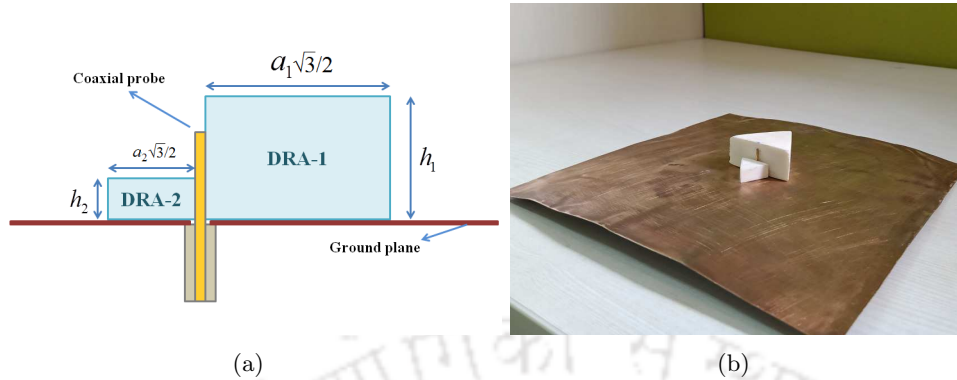 a₁√3/2
Coaxial probe
a₂√3/2
DRA-1
h₁
DRA-2
h₂
Ground plane
(a)
(b)